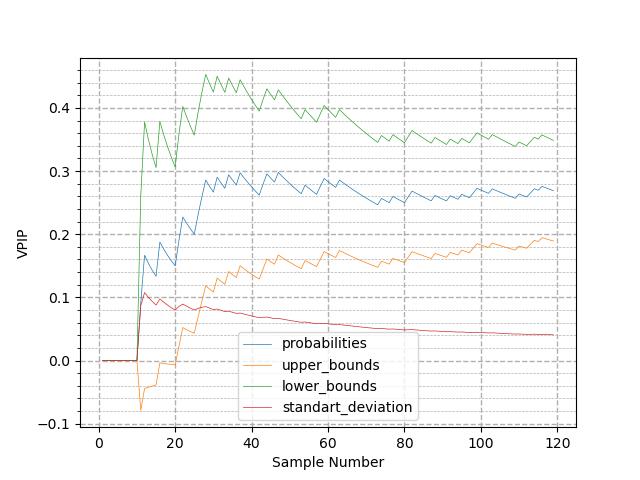 0.4
0.3
0.2
0.1
0.0
−0.1
VPIP
probabilities
upper_bounds
lower_bounds
standart_deviation
0 20 40 60 80 100 120
Sample Number